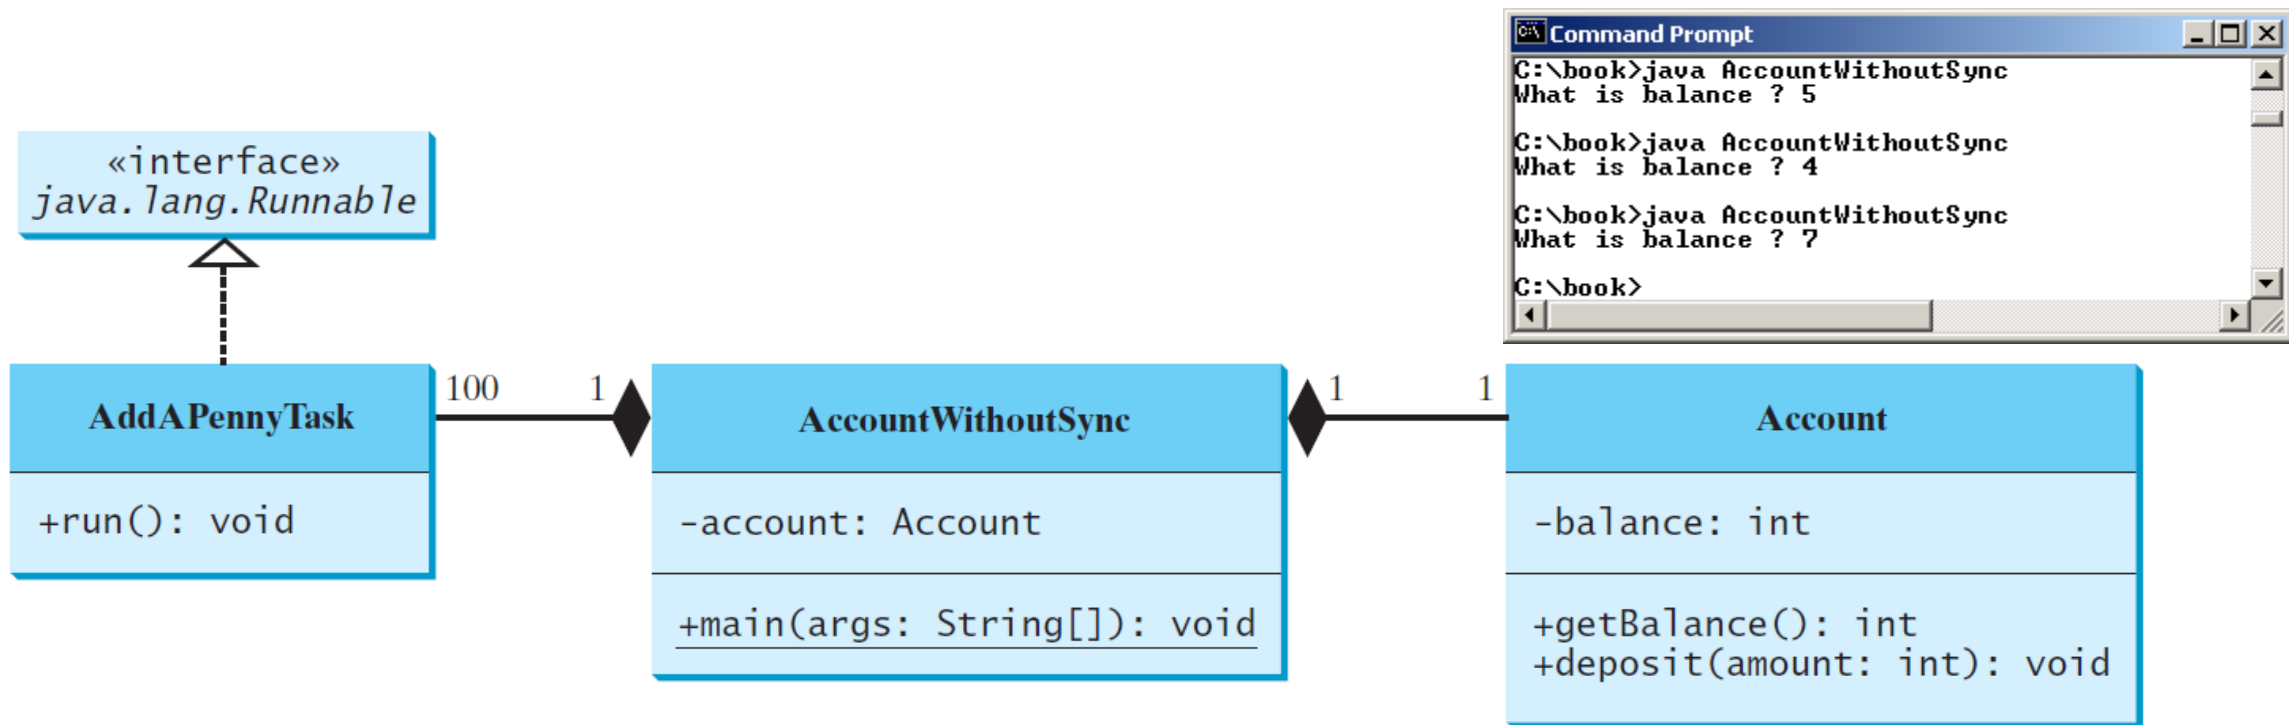 Command Prompt
C:\book>java AccountWithoutSync
What is balance ? 5
C:\book>java AccountWithoutSync
What is balance ? 4
C:\book>java AccountWithoutSync
What is balance ? 7
C:\book>
«interface»
java.lang.Runnable
AddAPennyTask
+run(): void
100
1
AccountWithoutSync
-account: Account
+main(args: String[]): void
1
1
Account
-balance: int
+getBalance(): int
+deposit(amount: int): void